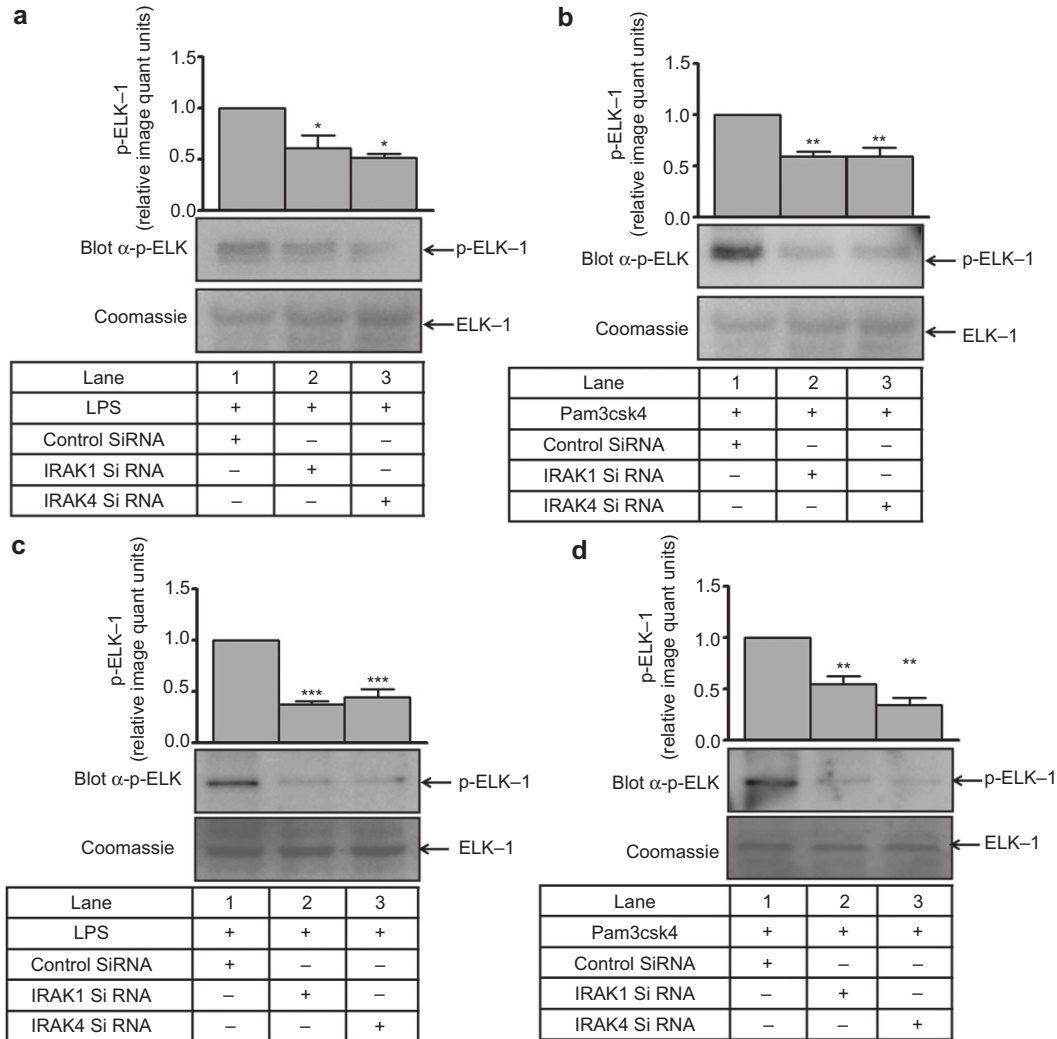 a
p-ELK–1
(relative image quant units)
1.5
1.0
0.5
0.0
*
*
Blot α-p-ELK
p-ELK–1
Coomassie
ELK–1
Lane 1 2 3
LPS + + +
Control SiRNA + – –
IRAK1 Si RNA – + –
IRAK4 Si RNA – – +
b
p-ELK–1
(relative image quant units)
1.5
1.0
0.5
0.0
**
**
Blot α-p-ELK
p-ELK–1
Coomassie
ELK–1
Lane 1 2 3
Pam3csk4 + + +
Control SiRNA + – –
IRAK1 Si RNA – + –
IRAK4 Si RNA – – +
c
p-ELK–1
(relative image quant units)
1.5
1.0
0.5
0.0
***
***
Blot α-p-ELK
p-ELK–1
Coomassie
ELK–1
Lane 1 2 3
LPS + + +
Control SiRNA + – –
IRAK1 Si RNA – + –
IRAK4 Si RNA – – +
d
p-ELK–1
(relative image quant units)
1.5
1.0
0.5
0.0
**
**
Blot α-p-ELK
p-ELK–1
Coomassie
ELK–1
Lane 1 2 3
Pam3csk4 + + +
Control SiRNA + – –
IRAK1 Si RNA – + –
IRAK4 Si RNA – – +